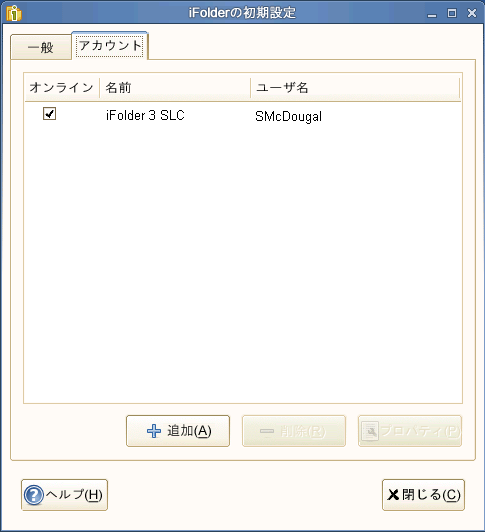 iFolderの初期設定
一般 アカウント
オンライン 名前 ユーザ名
iFolder 3 SLC SMcDougal
追加(A) 削除(R) プロパティ(P)
ヘルプ(H) 閉じる(C)